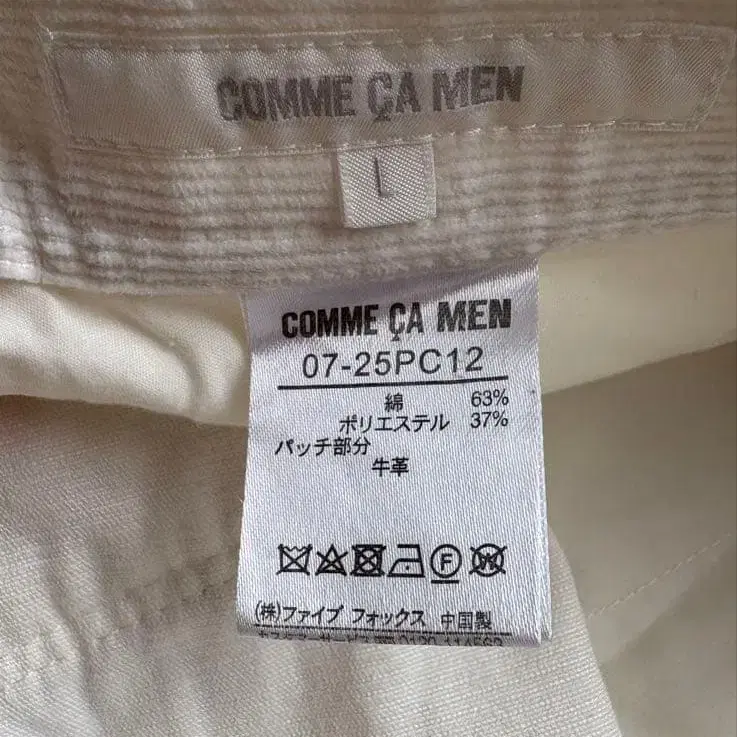 COMME ÇA MEN
L
COMME ÇA MEN
07-25PC12
綿 63%
ポリエステル 37%
パッチ部分
牛革
F W
(株)ファイブ フォックス 中国製